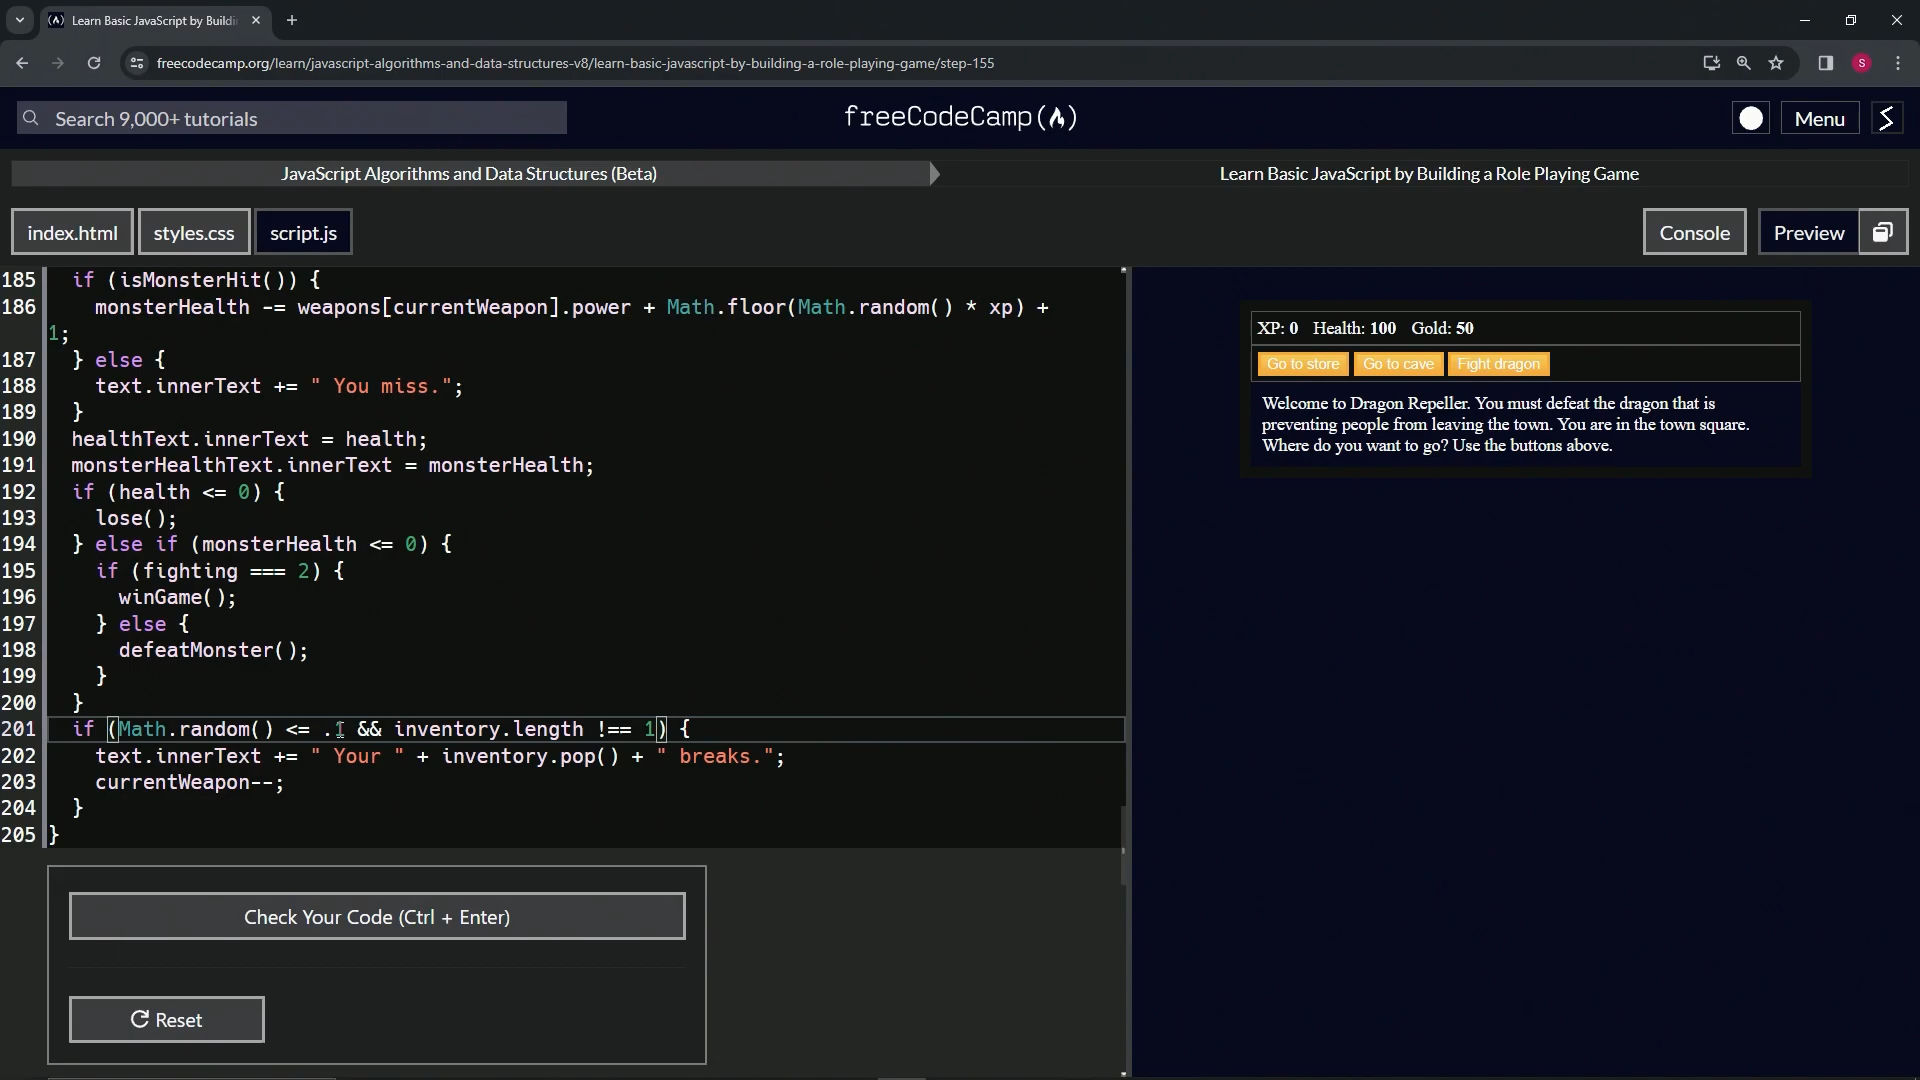 Learn Basic JavaScript by Buildi
freecodecamp.org/learn/javascript-algorithms-and-data-structures-v8/learn-basic-javascript-by-building-a-role-playing-game/step-155
S
Search 9,000+ tutorials
freeCodeCamp(🔥)
Menu
JavaScript Algorithms and Data Structures (Beta)
Learn Basic JavaScript by Building a Role Playing Game
index.html
styles.css
script.js
Console
Preview
185 if (isMonsterHit()) {
186 monsterHealth -= weapons[currentWeapon].power + Math.floor(Math.random() * xp) +
1;
187 } else {
188 text.innerText += " You miss.";
189 }
190 healthText.innerText = health;
191 monsterHealthText.innerText = monsterHealth;
192 if (health <= 0) {
193 lose();
194 } else if (monsterHealth <= 0) {
195 if (fighting === 2) {
196 winGame();
197 } else {
198 defeatMonster();
199 }
200 }
201 if (Math.random() <= .1 && inventory.length !== 1) {
202 text.innerText += " Your " + inventory.pop() + " breaks.";
203 currentWeapon--;
204 }
205 }
Check Your Code (Ctrl + Enter)
Reset
XP: 0 Health: 100 Gold: 50
Go to store Go to cave Fight dragon
Welcome to Dragon Repeller. You must defeat the dragon that is
preventing people from leaving the town. You are in the town square.
Where do you want to go? Use the buttons above.